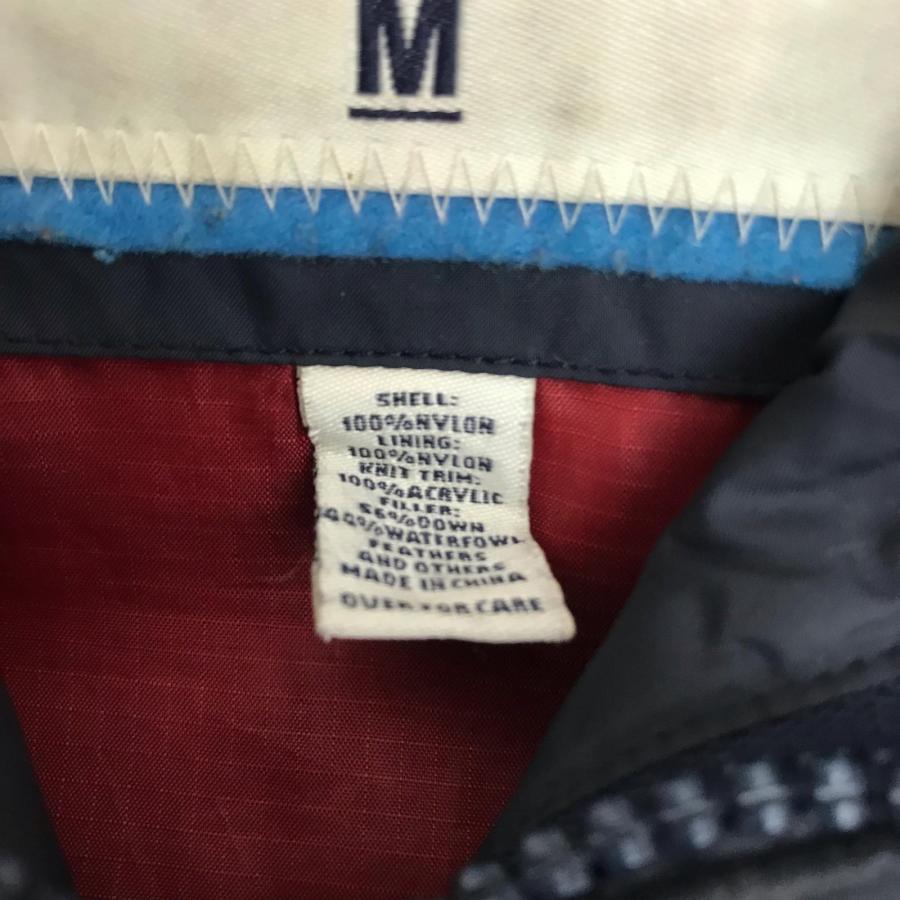 M
SHELL:
100%NYLON
LINING:
100%NYLON
KNIT TRIM:
100%ACRYLIC
FILLER:
56%DOWN
44%WATERFOWL
FEATHERS
AND OTHERS
MADE IN CHINA
OVER FOR CARE